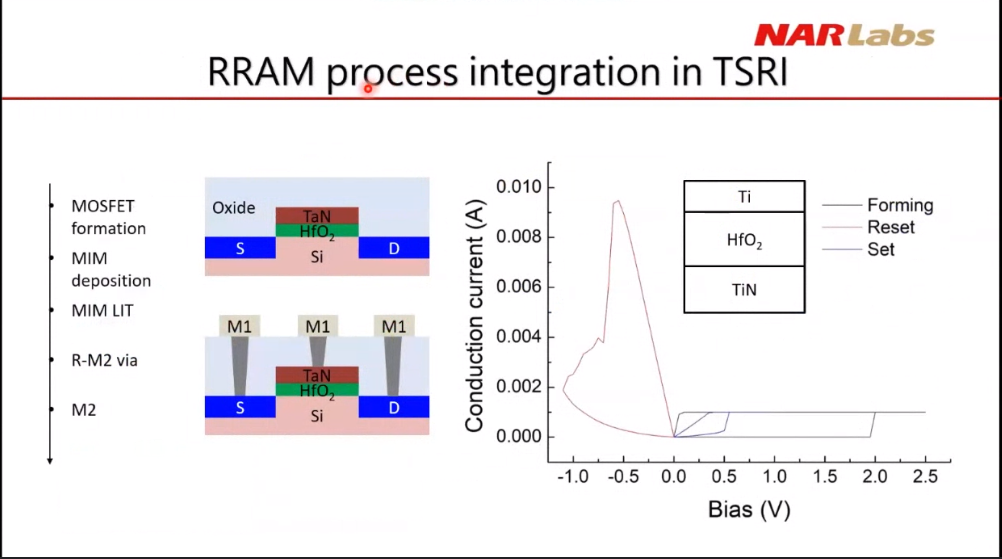 NARLabs
RRAM process integration in TSRI
MOSFET
formation
MIM
deposition
MIM LIT
R-M2 via
M2
Oxide
TaN
HfO₂
S
D
Si
M1
M1
M1
TaN
HfO₂
S
D
Si
Conduction current (A)
0.010
0.008
0.006
0.004
0.002
0.000
-1.0 -0.5 0.0 0.5 1.0 1.5 2.0 2.5
Bias (V)
Ti
HfO₂
TiN
Forming
Reset
Set